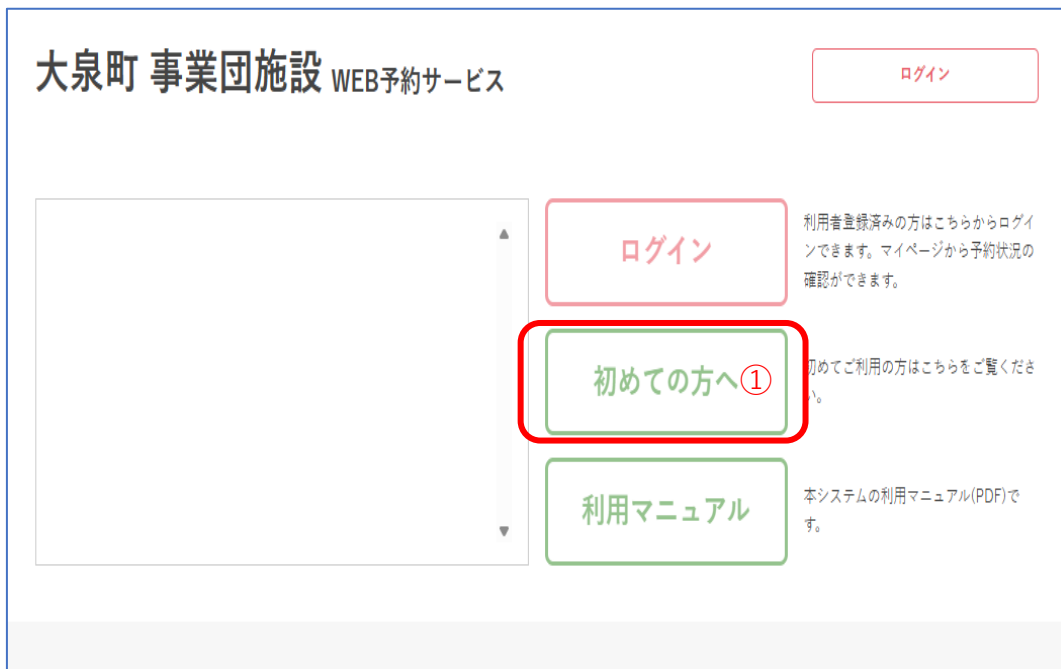 大泉町 事業団施設 WEB予約サービス
ログイン
ログイン
利用者登録済みの方はこちらからログイ
ンできます。マイページから予約状況の
確認ができます。
初めての方へ①
初めてご利用の方はこちらをご覧くださ
い。
利用マニュアル
本システムの利用マニュアル(PDF)で
す。